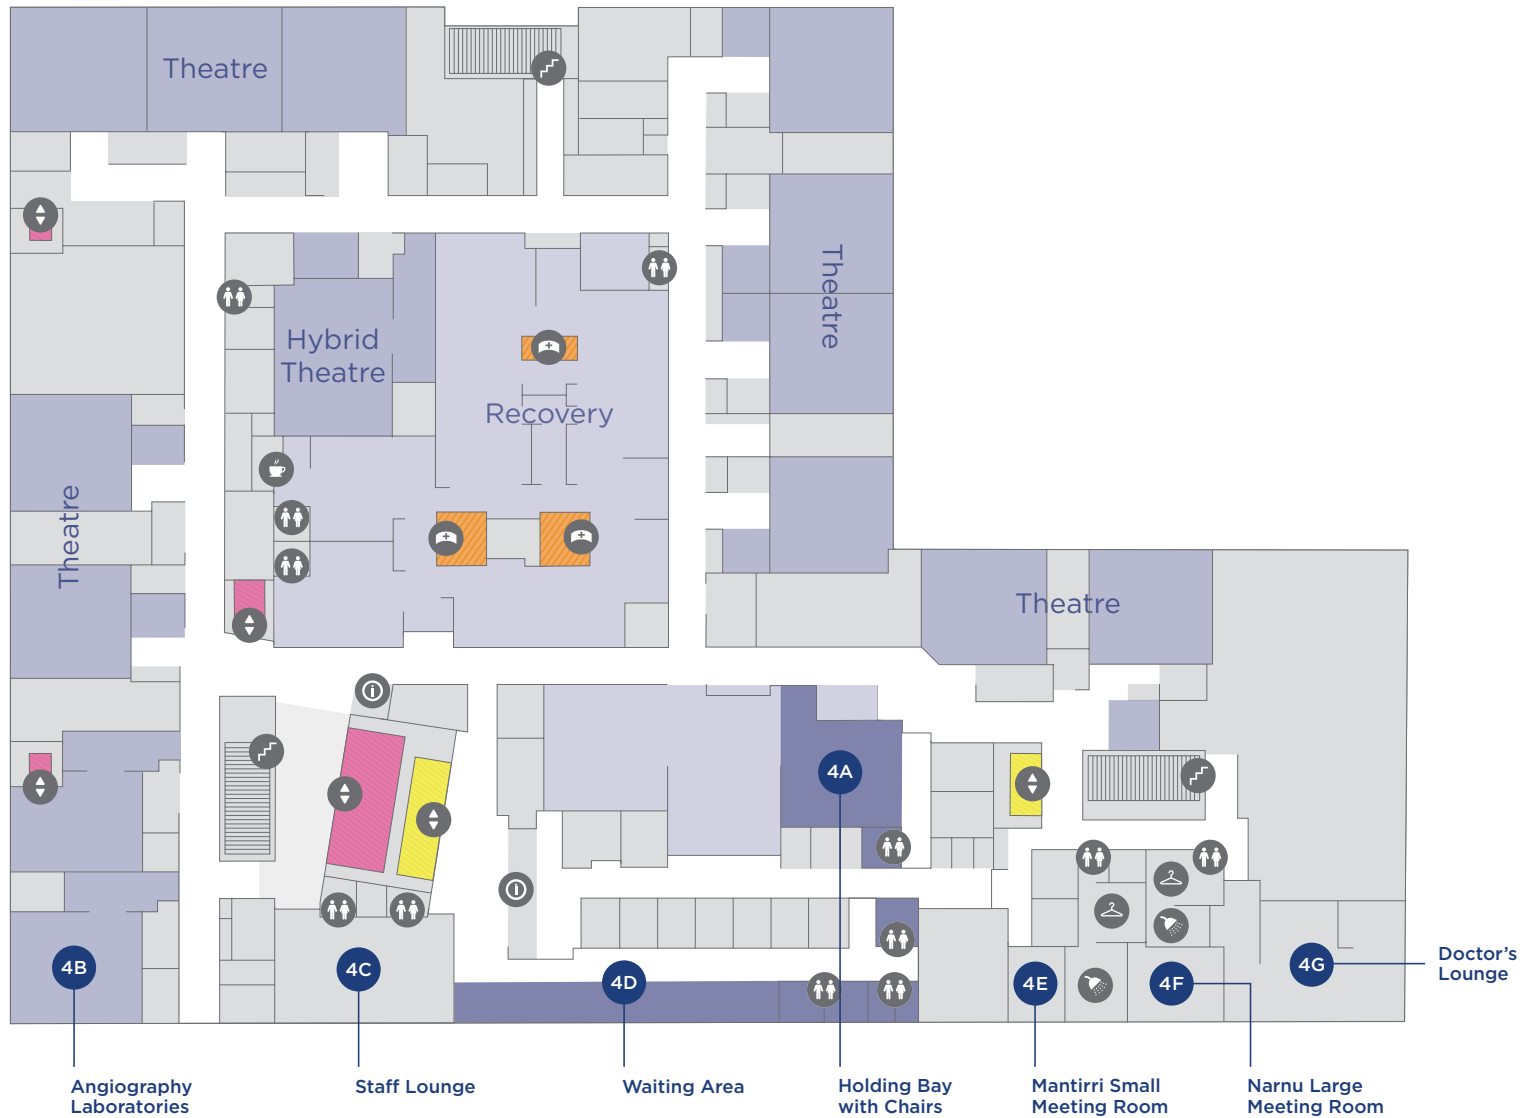 Theatre
Theatre
Hybrid
Theatre
Recovery
Theatre
Theatre
4A
4B
4C
4D
4E
4F
4G
Doctor's
Lounge
Angiography
Laboratories
Staff Lounge
Waiting Area
Holding Bay
with Chairs
Mantirri Small
Meeting Room
Narnu Large
Meeting Room